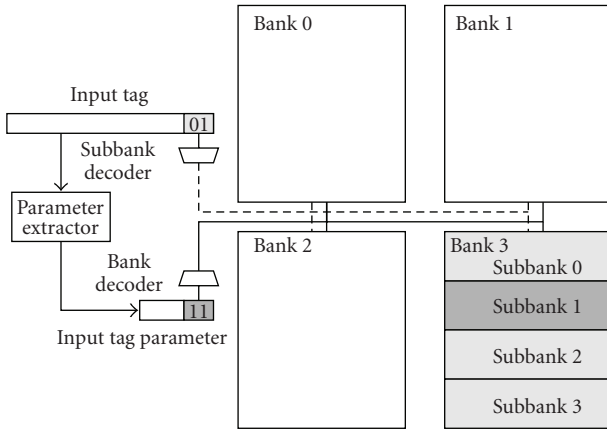 Bank 0
Bank 1
Input tag
01
Subbank
decoder
Parameter
extractor
Bank
decoder
11
Input tag parameter
Bank 2
Bank 3
Subbank 0
Subbank 1
Subbank 2
Subbank 3